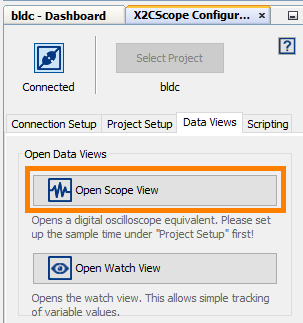 bldc - Dashboard
X2CScope Configur...
Connected
Select Project
bldc
Connection Setup Project Setup Data Views Scripting
Open Data Views
Open Scope View
Opens a digital oscilloscope equivalent. Please set
up the sample time under "Project Setup" first!
Open Watch View
Opens the watch view. This allows simple tracking
of variable values.